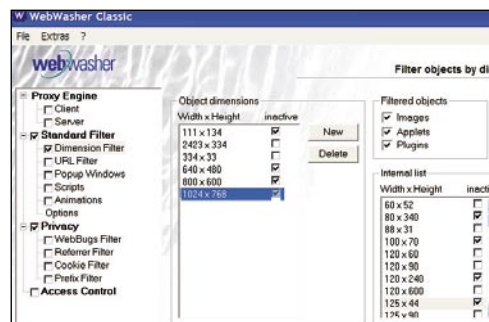 WebWasher Classic
File Extras ?
webwasher
Filter objects by di
Proxy Engine
Client
Server
Standard Filter
Dimension Filter
URL Filter
Popup Windows
Scripts
Animations
Options
Privacy
WebBugs Filter
Referrer Filter
Cookie Filter
Prefix Filter
Access Control
Object dimensions
Width x Height inactive
111 x 134
2423 x 334
334 x 33
640 x 480
800 x 600
1024 x 768
New
Delete
Filtered objects
Images
Applets
Plugins
Internal list
Width x Height inacti
60 x 52
80 x 340
88 x 31
100 x 70
120 x 60
120 x 90
120 x 240
120 x 600
125 x 44
125 x 90